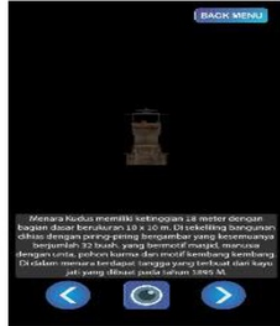 BACK MENU
Menara Kudus memiliki ketinggian 18 meter dengan
bagian dasar berukuran 10 x 10 m. Di sekeliling bangunan
dihias dengan piring-piring bergambar yang kesemuanya
berjumlah 32 buah, yang bermotif masjid, manusia
dengan unta, pohon kurma dan motif kembang kembang.
Di dalam menara terdapat tangga yang terbuat dari kayu
jati yang dibuat pada tahun 1895 M.